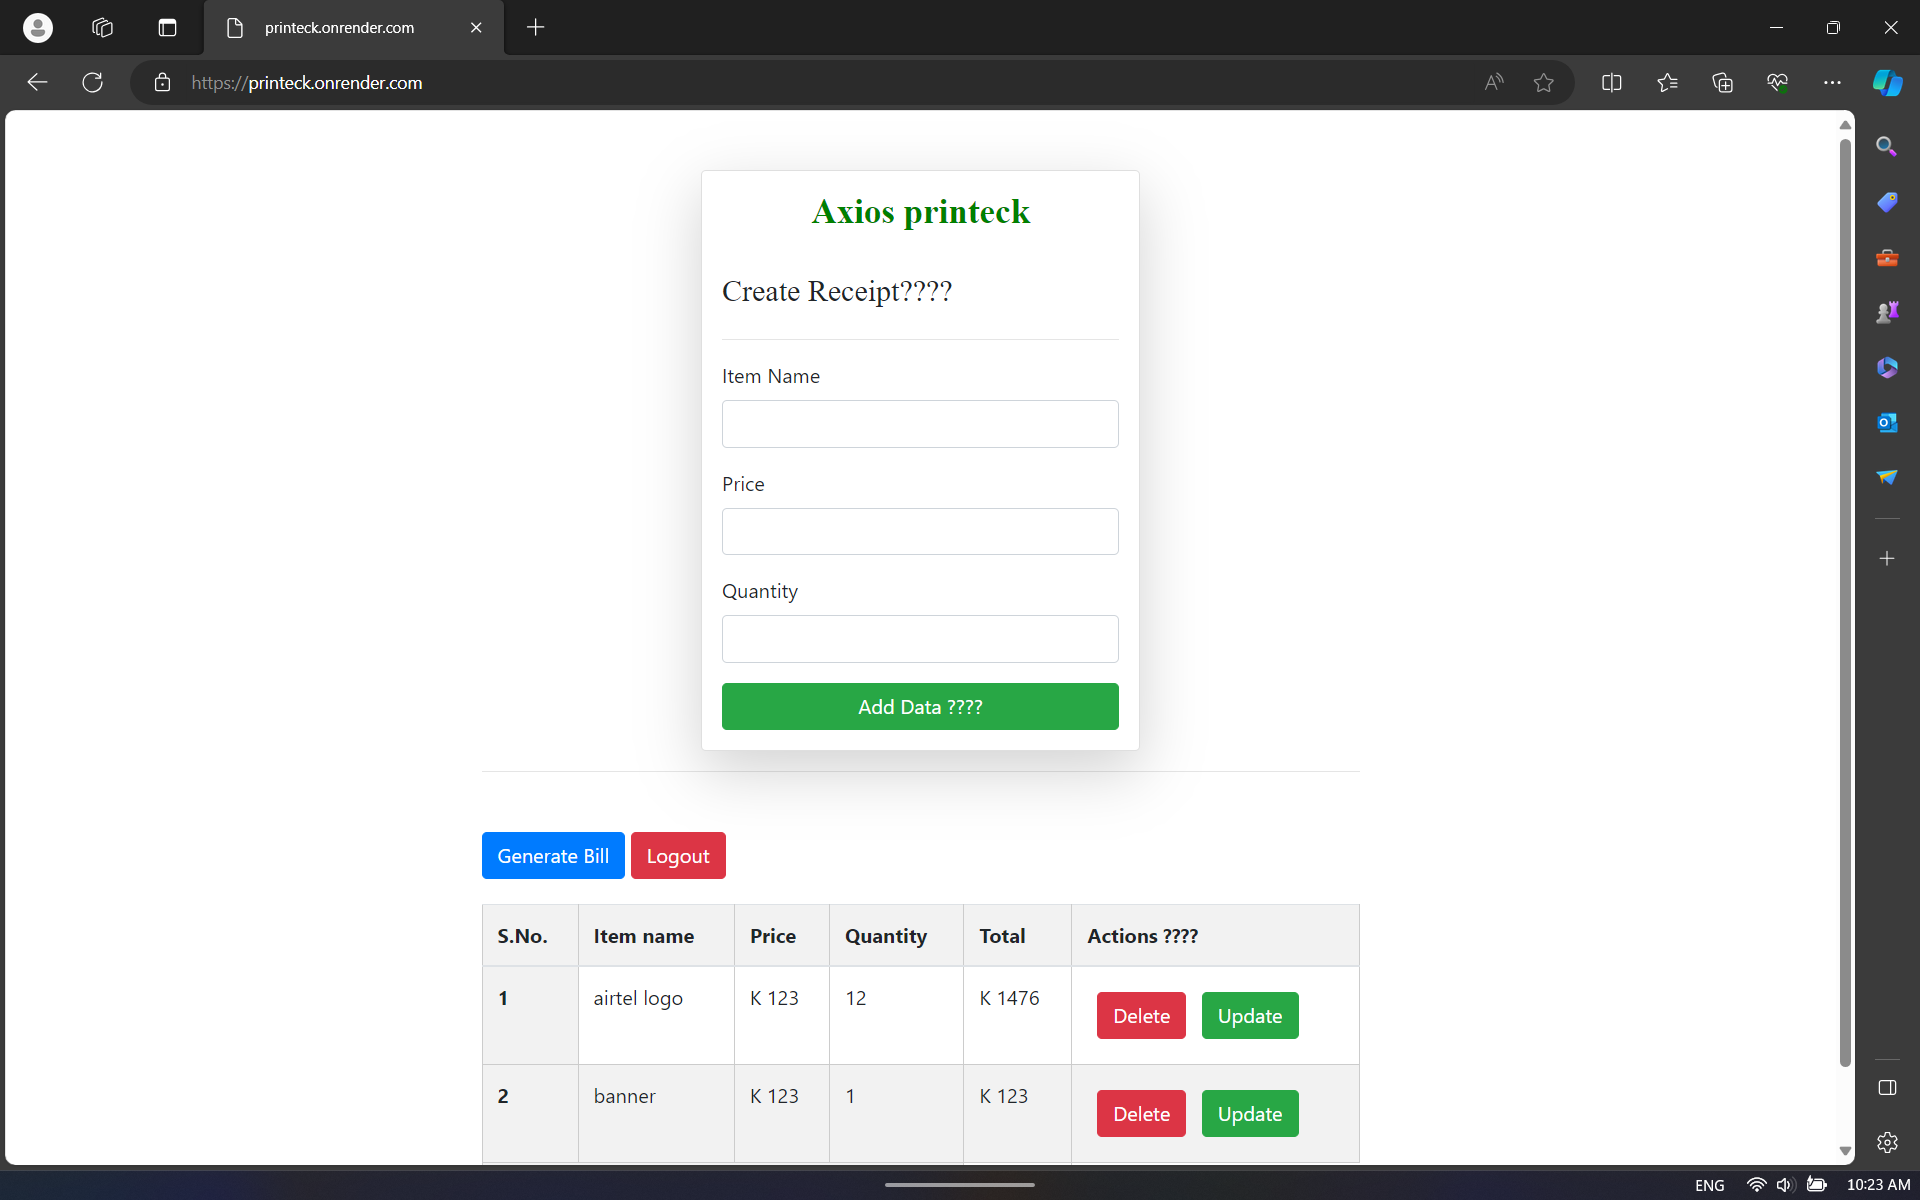 printeck.onrender.com
https://printeck.onrender.com
Axios printeck
Create Receipt????
Item Name
Price
Quantity
Add Data ????
Generate Bill Logout
S.No. Item name Price Quantity Total Actions ????
1 airtel logo K 123 12 K 1476 Delete Update
2 banner K 123 1 K 123 Delete Update
ENG 10:23 AM